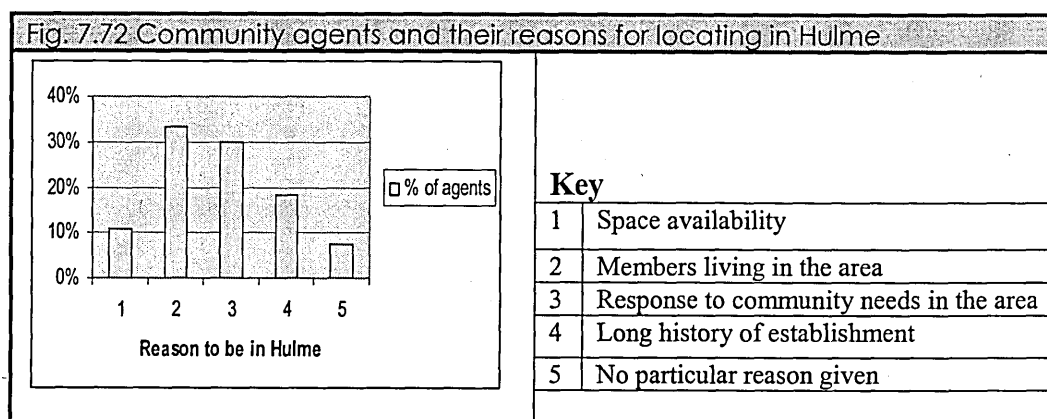 Fig. 7.72 Community agents and their reasons for locating in Hulme
40%
30%
20%
10%
0%
1 2 3 4 5
Reason to be in Hulme
% of agents
Key
1 Space availability
2 Members living in the area
3 Response to community needs in the area
4 Long history of establishment
5 No particular reason given